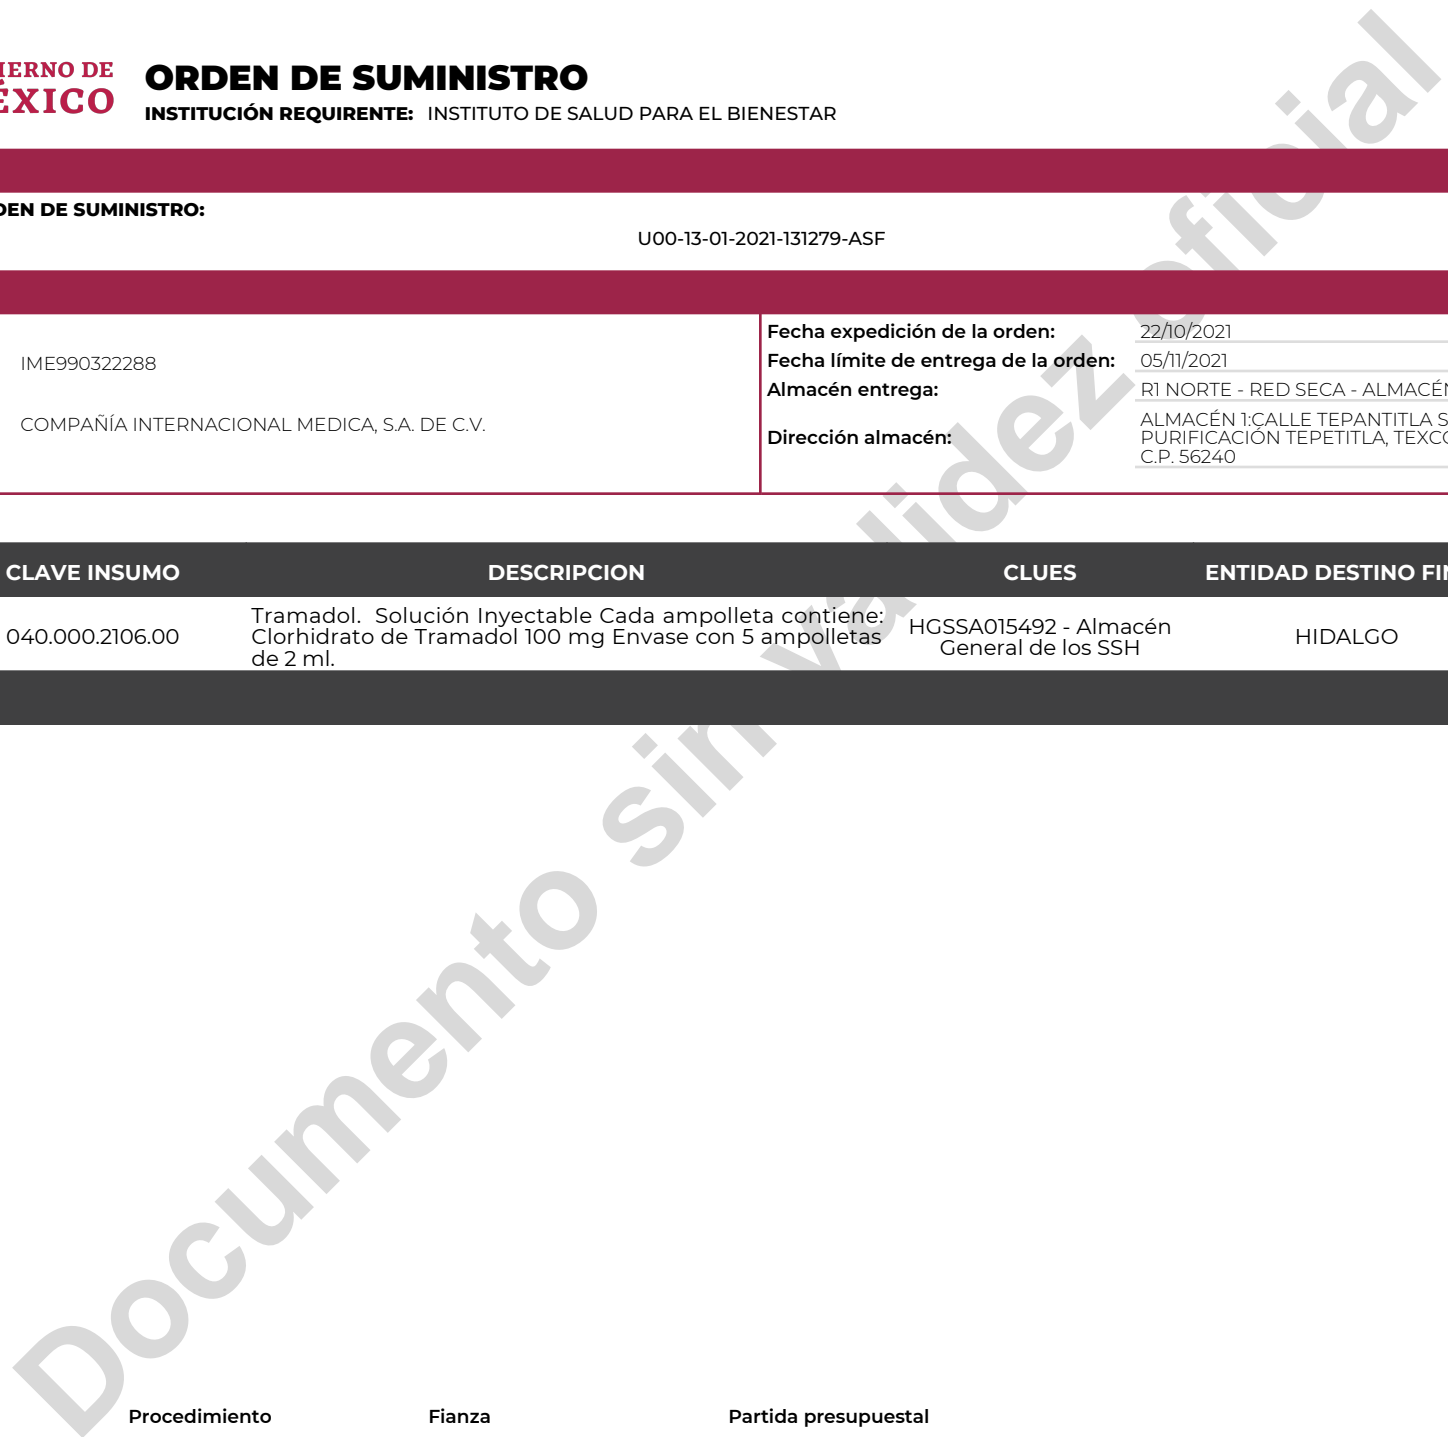 IERNO DE
ÉXICO
ORDEN DE SUMINISTRO
INSTITUCIÓN REQUIRENTE: INSTITUTO DE SALUD PARA EL BIENESTAR
DEN DE SUMINISTRO:
U00-13-01-2021-131279-ASF
IME990322288
COMPAÑÍA INTERNACIONAL MEDICA, S.A. DE C.V.
Fecha expedición de la orden: 22/10/2021
Fecha límite de entrega de la orden: 05/11/2021
Almacén entrega: R1 NORTE - RED SECA - ALMACÉN
Dirección almacén:
ALMACÉN 1:CALLE TEPANTITLA S
PURIFICACIÓN TEPETITLA, TEXCO
C.P. 56240
CLAVE INSUMO DESCRIPCION CLUES ENTIDAD DESTINO FIN
040.000.2106.00
Tramadol. Solución Inyectable Cada ampolleta contiene:
Clorhidrato de Tramadol 100 mg Envase con 5 ampolletas
de 2 ml.
HGSSA015492 - Almacén
General de los SSH
HIDALGO
Documento sin validez oficial
Procedimiento Fianza Partida presupuestal